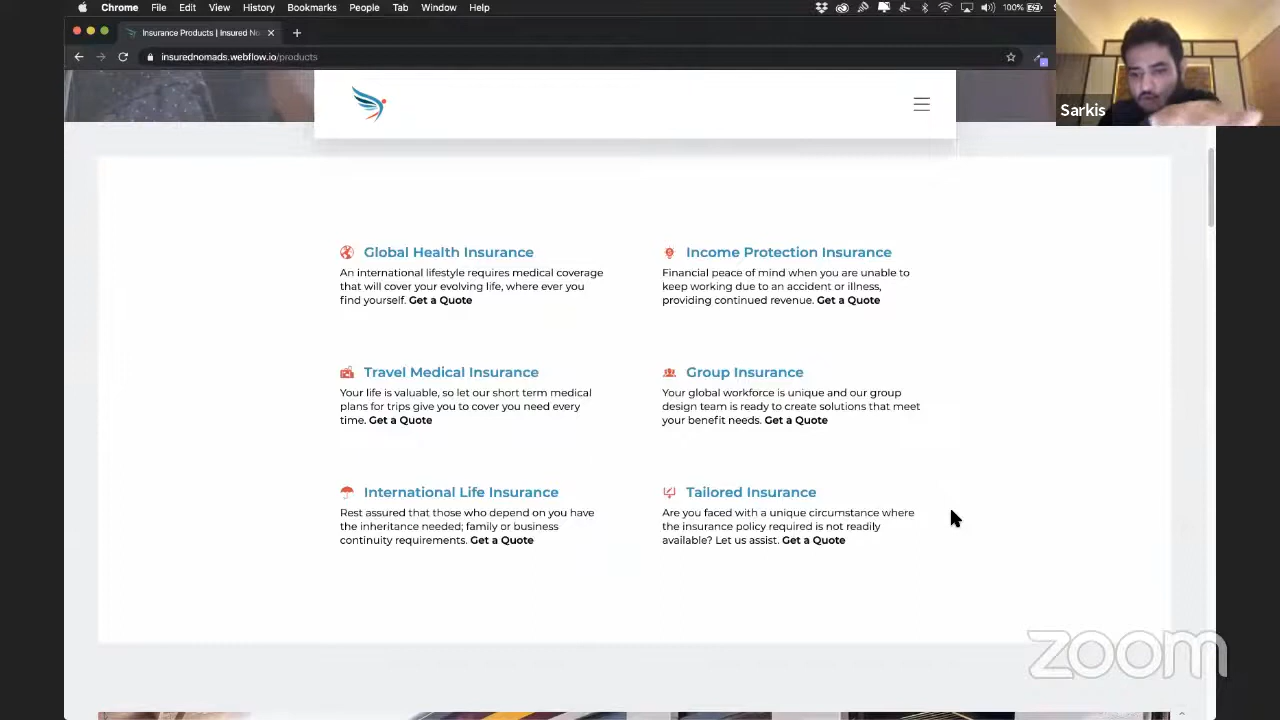 Chrome File Edit View History Bookmarks People Tab Window Help
100%
Insurance Products | Insured No
insurednomads.webflow.io/products
Sarkis
Global Health Insurance
An international lifestyle requires medical coverage
that will cover your evolving life, where ever you
find yourself. Get a Quote
Income Protection Insurance
Financial peace of mind when you are unable to
keep working due to an accident or illness,
providing continued revenue. Get a Quote
Travel Medical Insurance
Your life is valuable, so let our short term medical
plans for trips give you to cover you need every
time. Get a Quote
Group Insurance
Your global workforce is unique and our group
design team is ready to create solutions that meet
your benefit needs. Get a Quote
International Life Insurance
Rest assured that those who depend on you have
the inheritance needed; family or business
continuity requirements. Get a Quote
Tailored Insurance
Are you faced with a unique circumstance where
the insurance policy required is not readily
available? Let us assist. Get a Quote
zoom